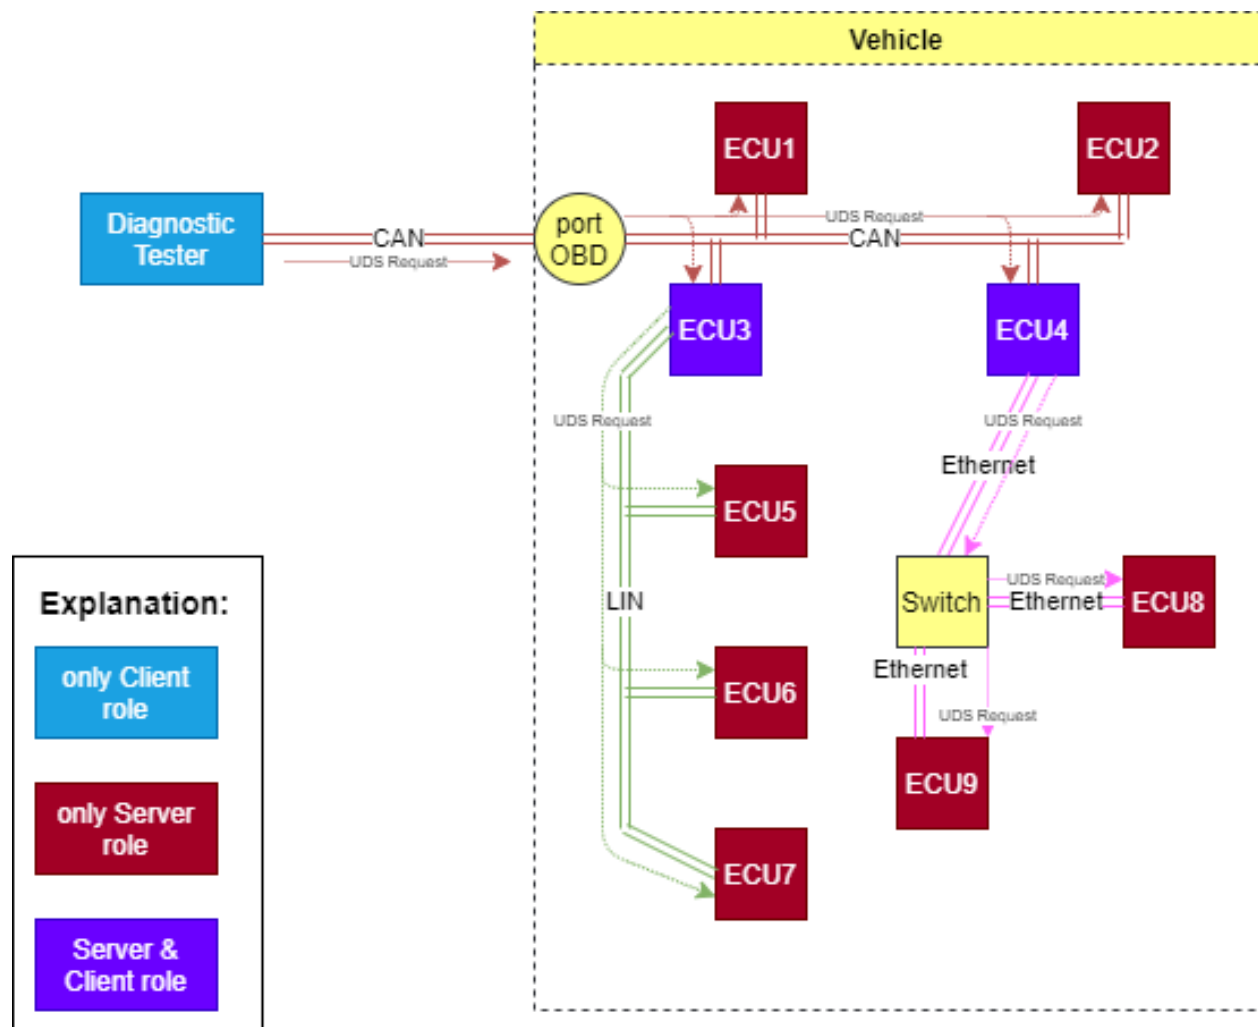 Vehicle
ECU1
ECU2
Diagnostic
Tester
port
OBD
UDS Request
CAN
CAN
UDS Request
ECU3
ECU4
UDS Request
UDS Request
Ethernet
ECU5
Explanation:
LIN
Switch
UDS Request
Ethernet
ECU8
only Client
role
Ethernet
ECU6
UDS Request
ECU9
only Server
role
ECU7
Server &
Client role